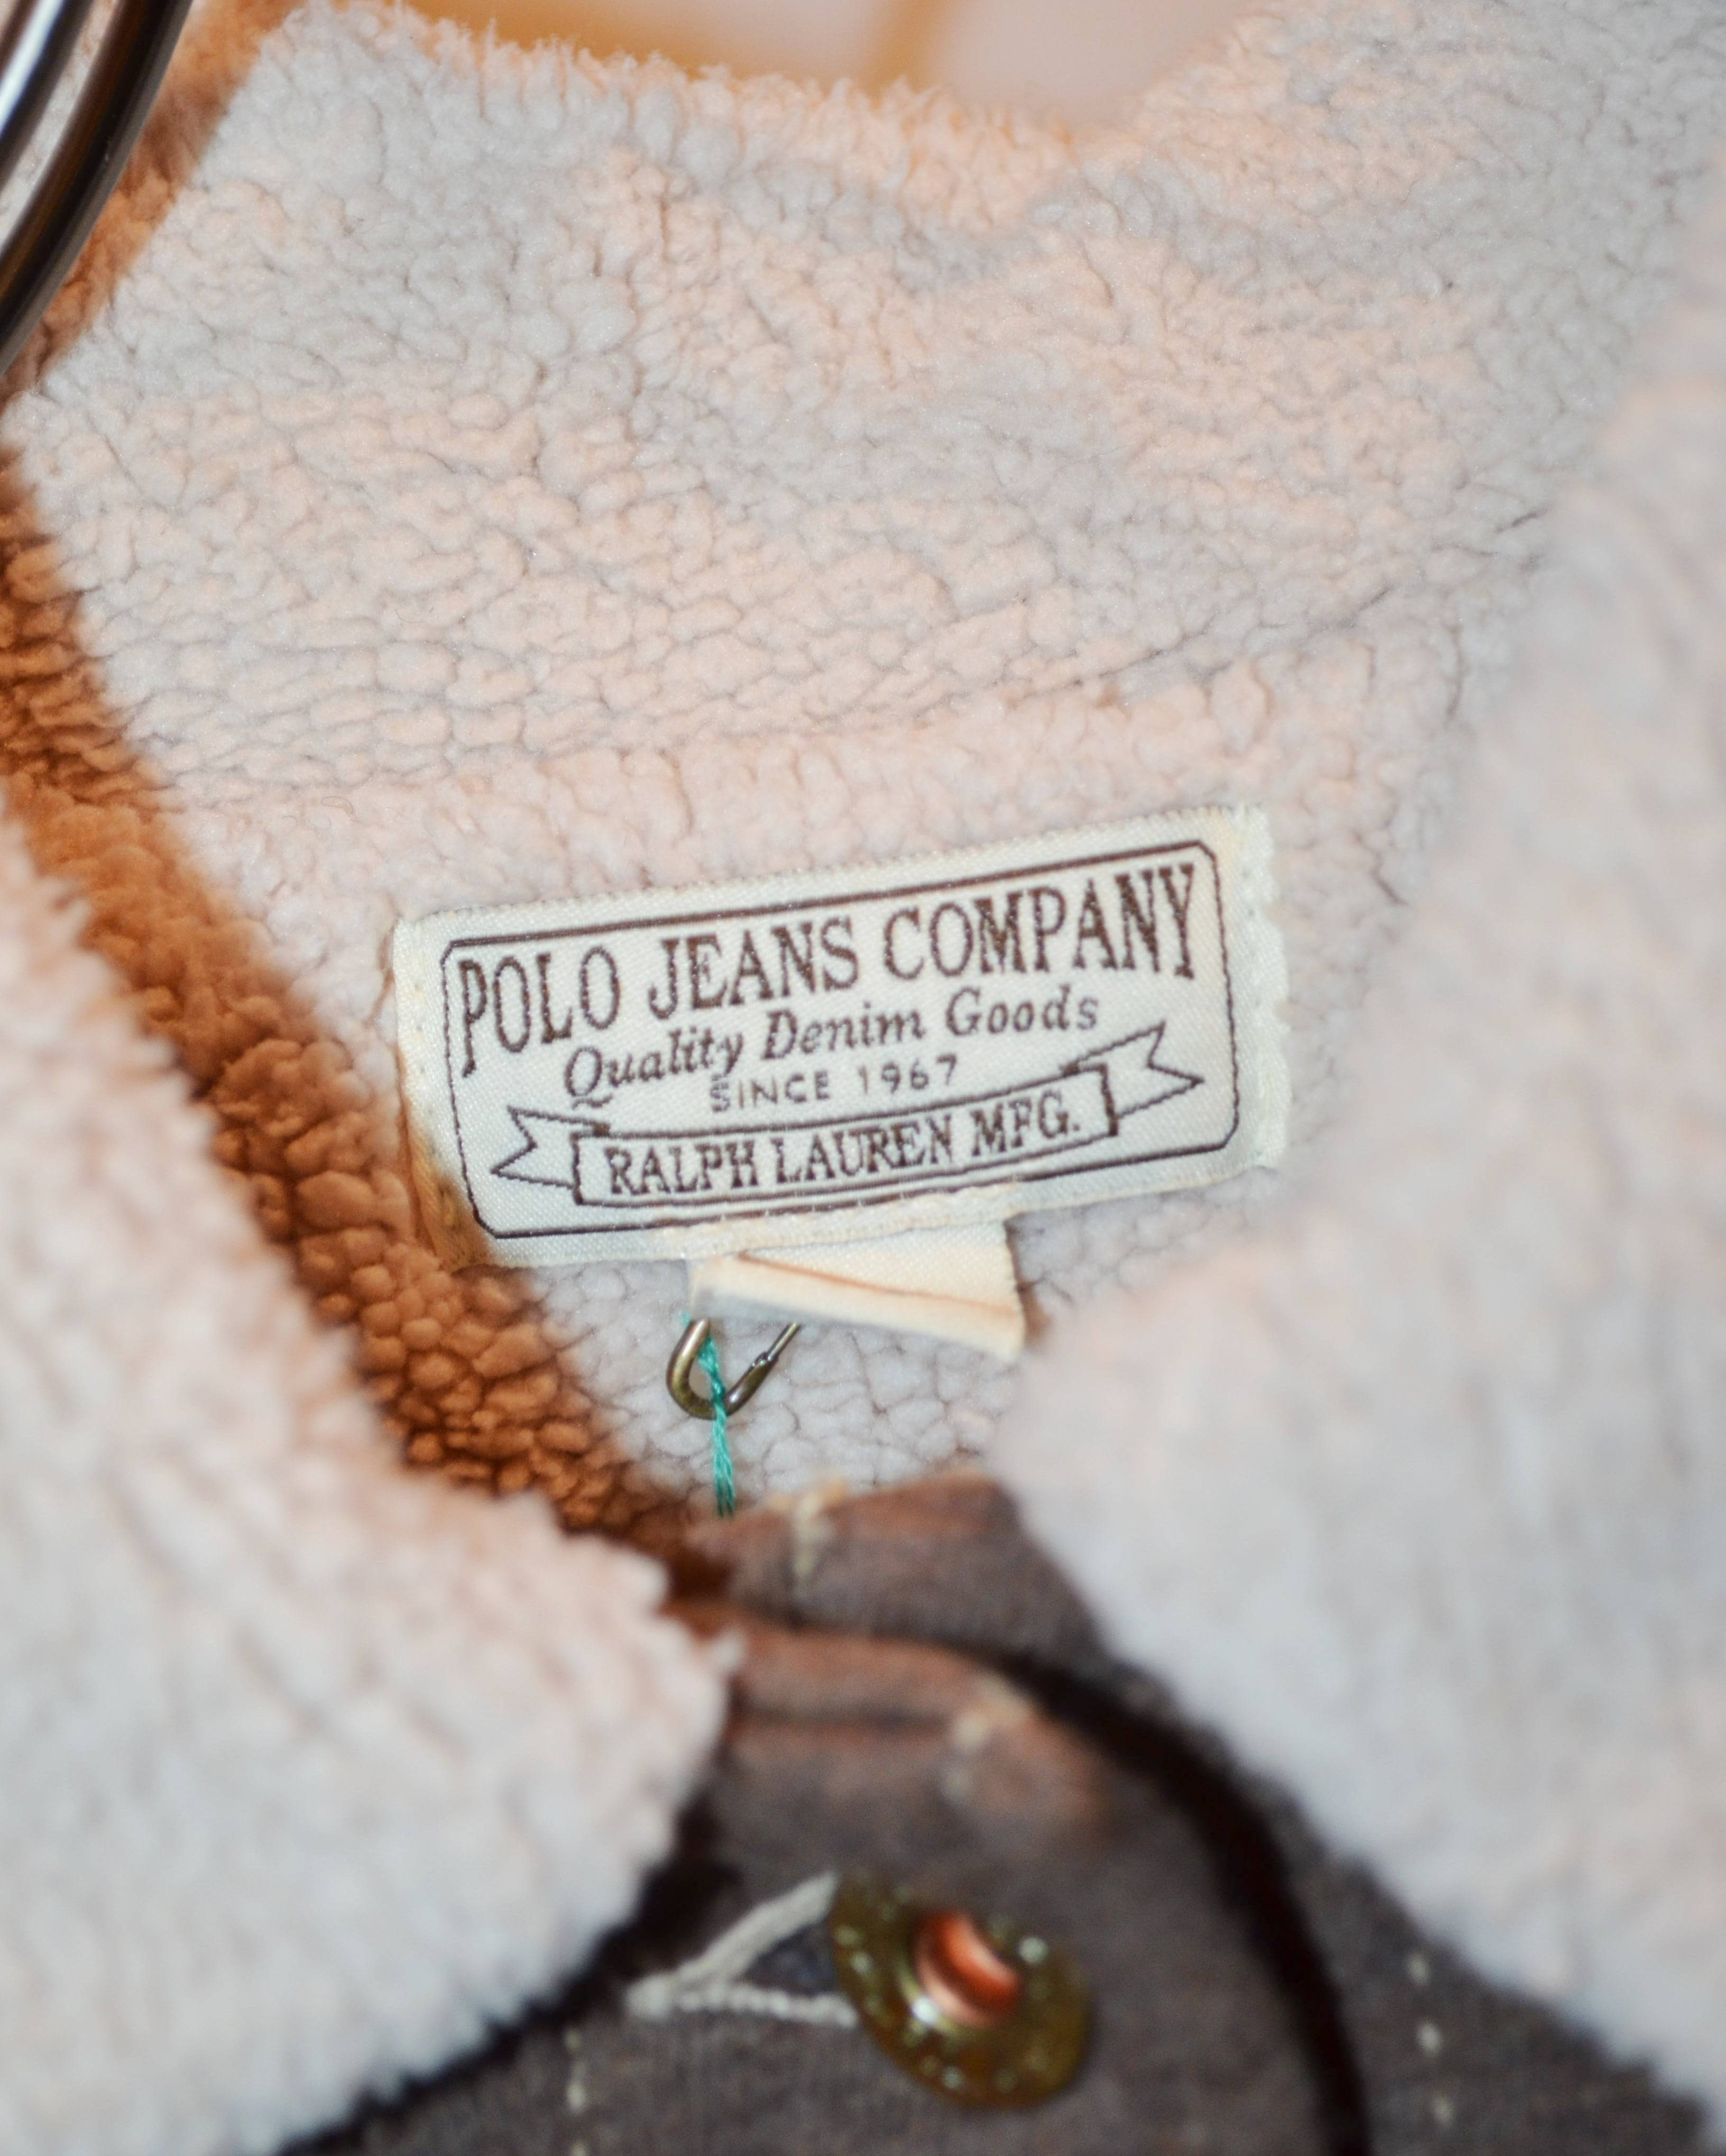 POLO JEANS COMPANY
Quality Denim Goods
SINCE 1967
RALPH LAUREN MFG.